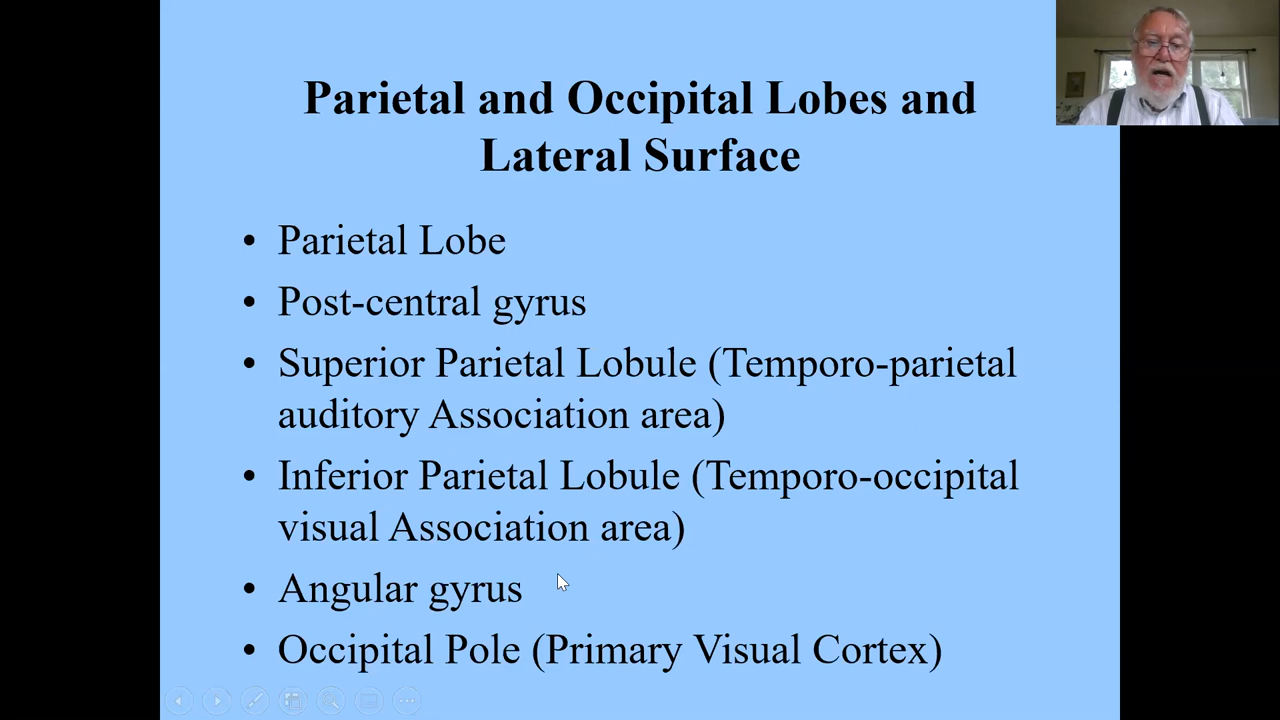 Parietal and Occipital Lobes and
Lateral Surface
• Parietal Lobe
• Post-central gyrus
• Superior Parietal Lobule (Temporo-parietal
auditory Association area)
• Inferior Parietal Lobule (Temporo-occipital
visual Association area)
• Angular gyrus
• Occipital Pole (Primary Visual Cortex)